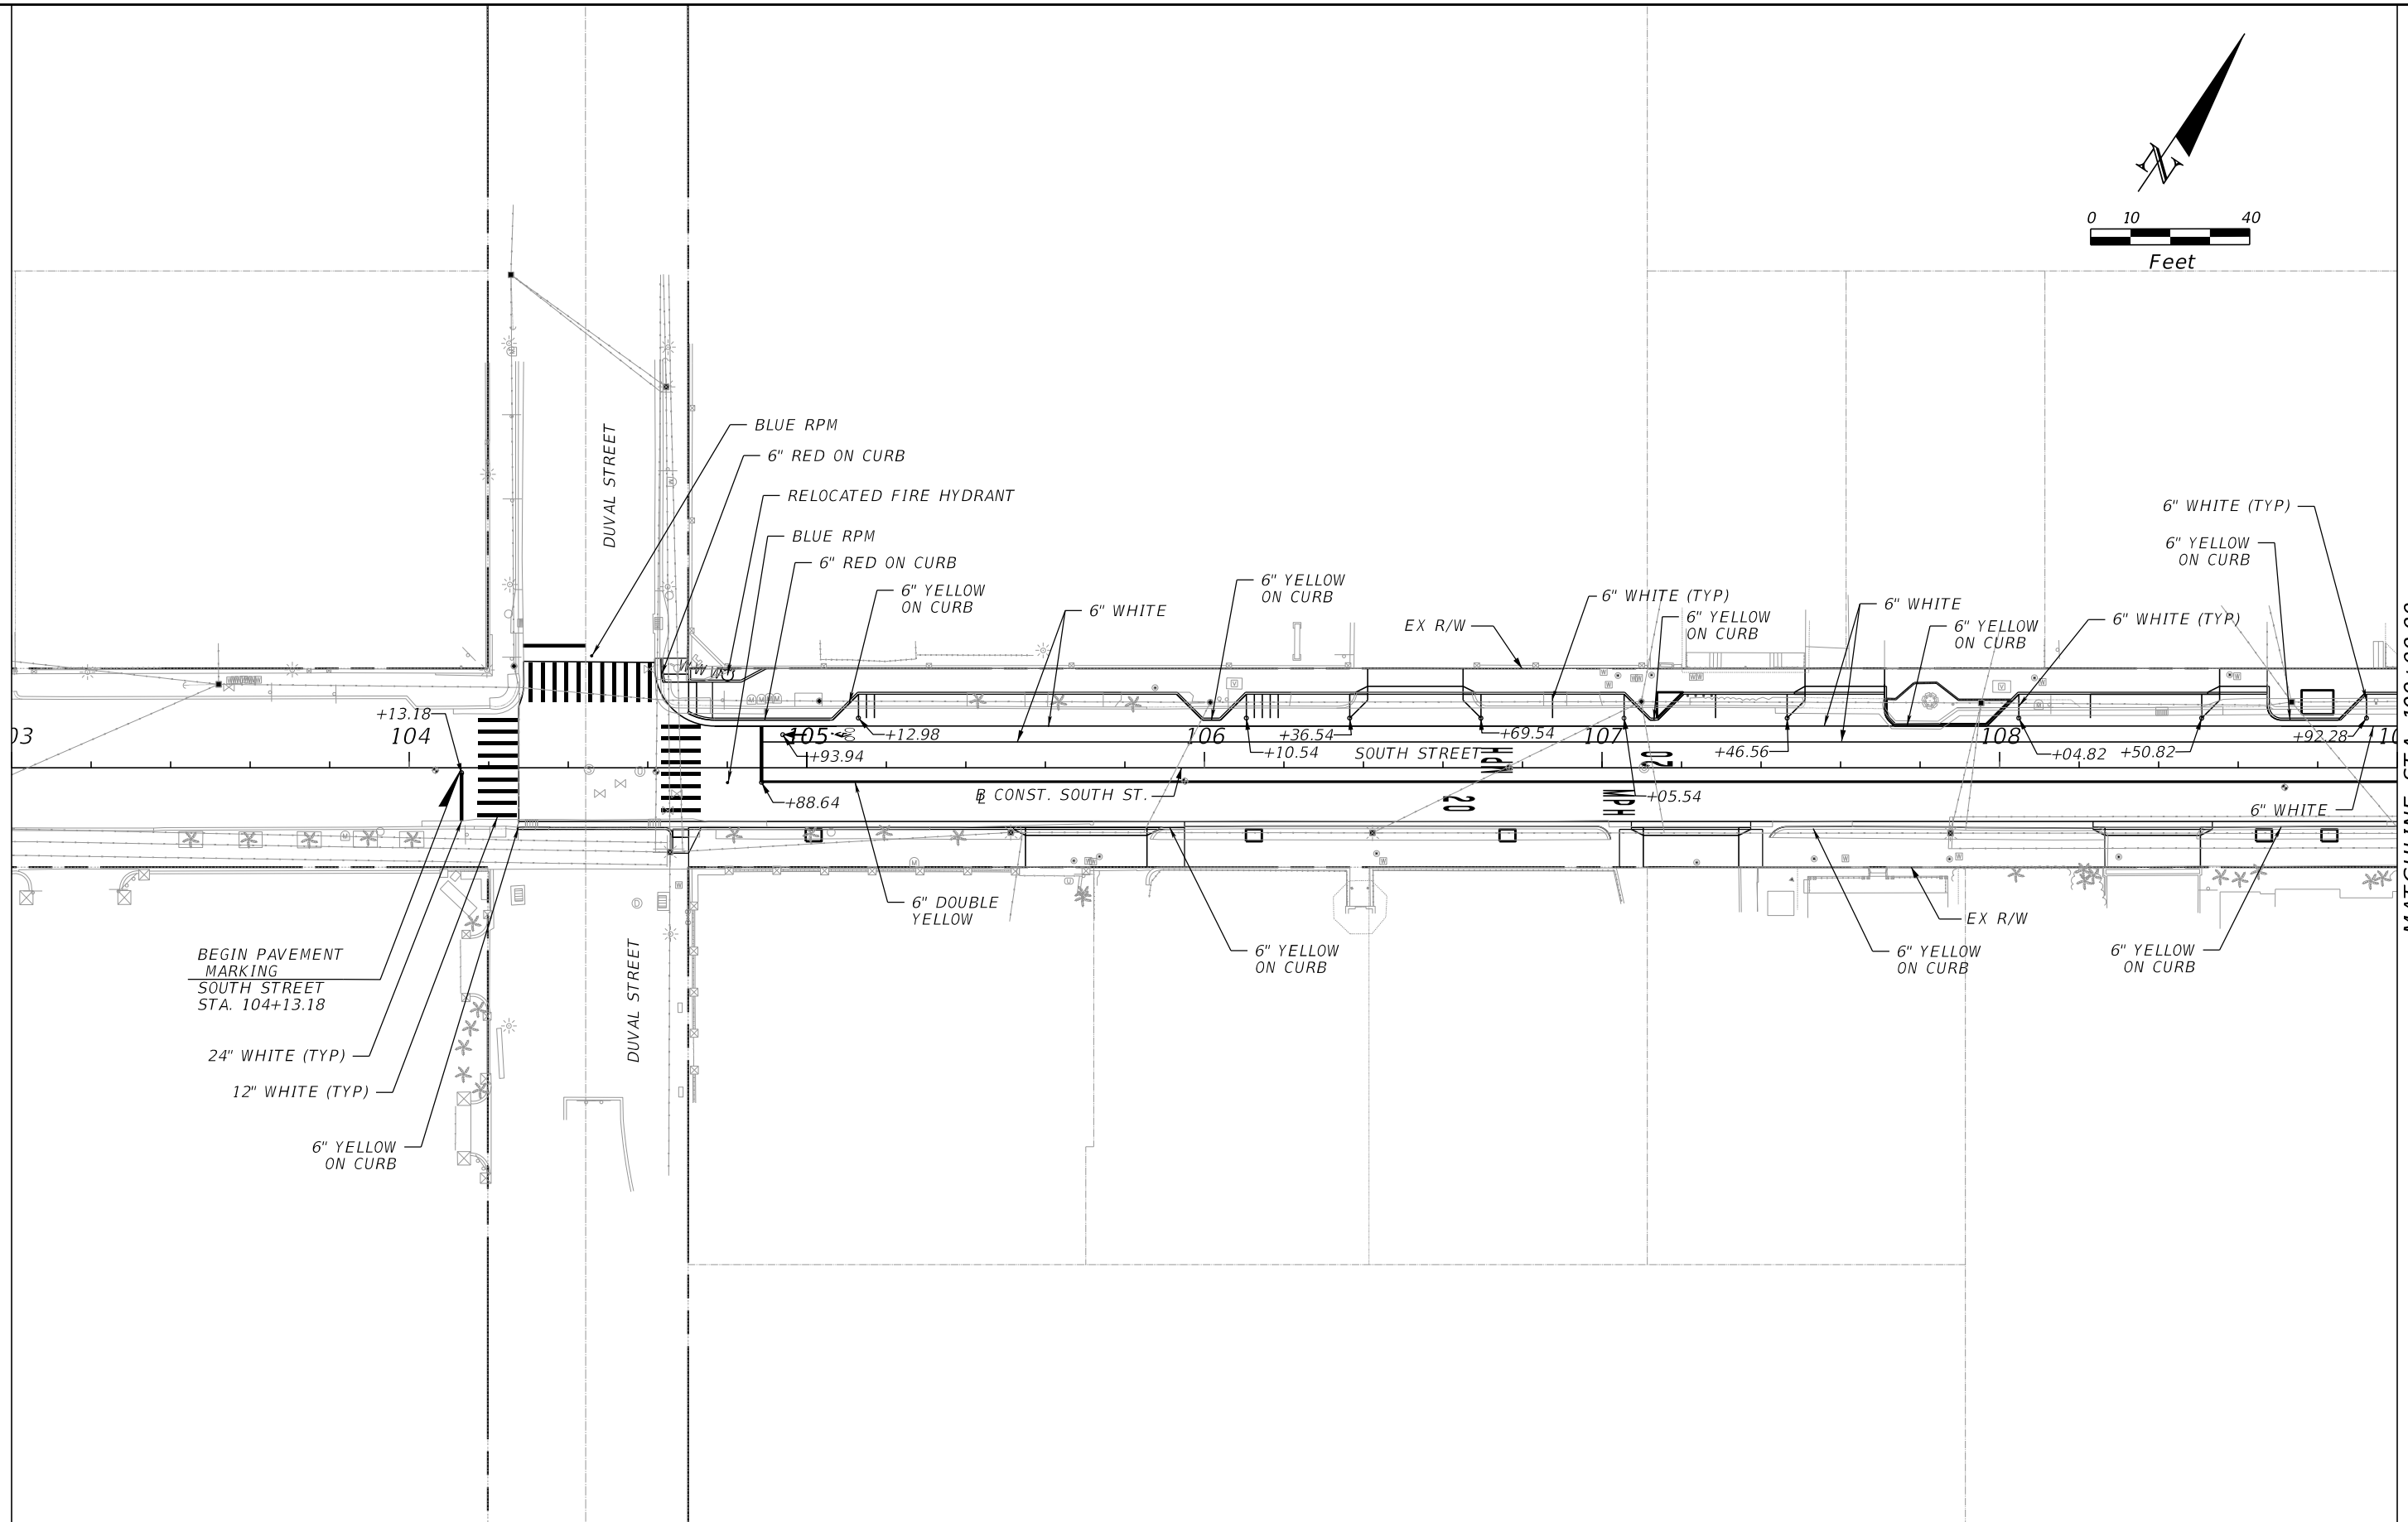 N
0 10 40
Feet
DUVAL STREET
BLUE RPM
6" RED ON CURB
RELOCATED FIRE HYDRANT
BLUE RPM
6" RED ON CURB
6" YELLOW
ON CURB
6" WHITE
6" YELLOW
ON CURB
EX R/W
6" WHITE (TYP)
6" YELLOW
ON CURB
6" WHITE
6" YELLOW
ON CURB
6" WHITE (TYP)
6" WHITE (TYP)
6" YELLOW
ON CURB
03
+13.18
104
105
+12.98
+93.94
+88.64
106
+10.54
+36.54
SOUTH STREET
+69.54
107
+05.54
+46.56
108
+04.82
+50.82
+92.28
20
MPH
20
MPH
BL CONST. SOUTH ST.
6" WHITE
6" DOUBLE
YELLOW
6" YELLOW
ON CURB
EX R/W
6" YELLOW
ON CURB
6" YELLOW
ON CURB
BEGIN PAVEMENT
MARKING
SOUTH STREET
STA. 104+13.18
DUVAL STREET
24" WHITE (TYP)
12" WHITE (TYP)
6" YELLOW
ON CURB